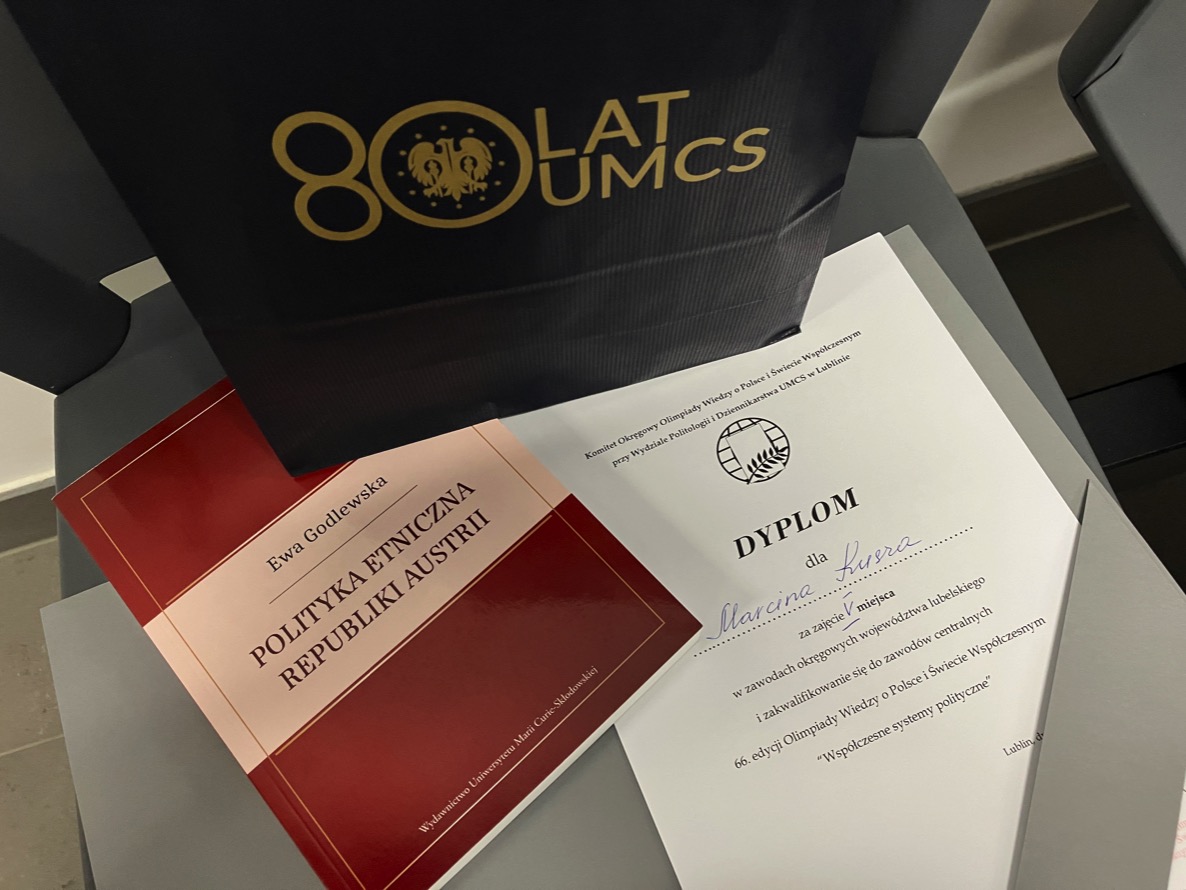 80 LAT
UMCS
Ewa Godlewska
POLITYKA ETNICZNA
REPUBLIKI AUSTRII
Wydawnictwo Uniwersytetu Marii Curie-Skłodowskiej
Komitet Okręgowy Olimpiady Wiedzy o Polsce i Świecie Współczesnym
przy Wydziale Politologii i Dziennikarstwa UMCS w Lublinie
DYPLOM
dla
Marcina Kusra
za zajęcie V miejsca
w zawodach okręgowych województwa lubelskiego
i zakwalifikowanie się do zawodów centralnych
66. edycji Olimpiady Wiedzy o Polsce i Świecie Współczesnym
“Współczesne systemy polityczne”
Lublin,